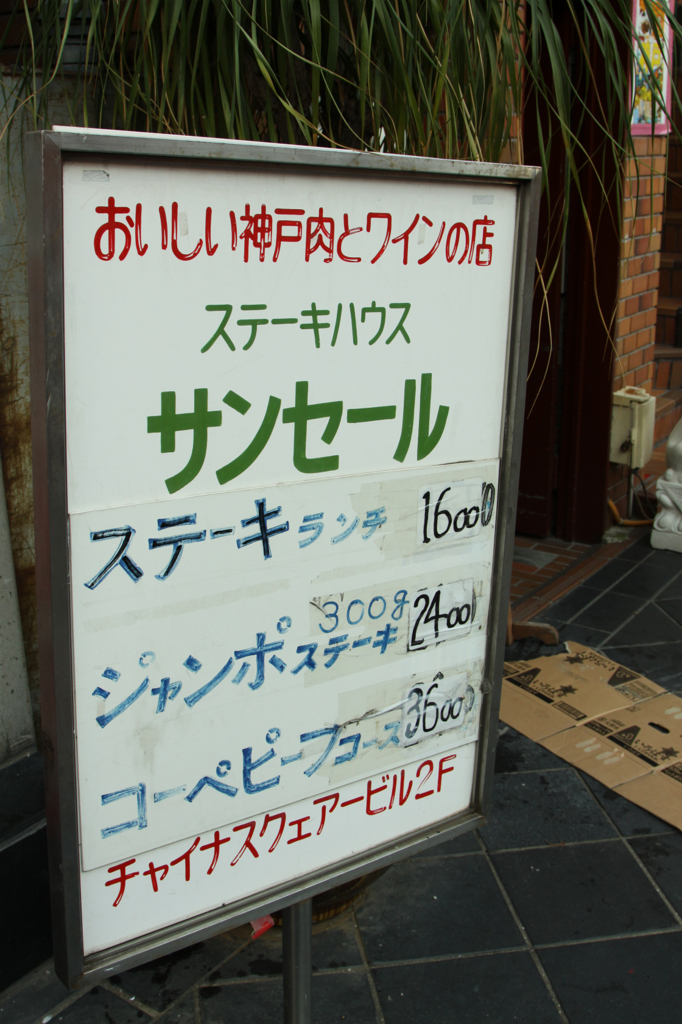 おいしい神戸肉とワインの店
ステーキハウス
サンセール
ステーキランチ 1600
300g 2400
ジャンボステーキ
コーベビーフコース 3600
チャイナスクェアービル2F